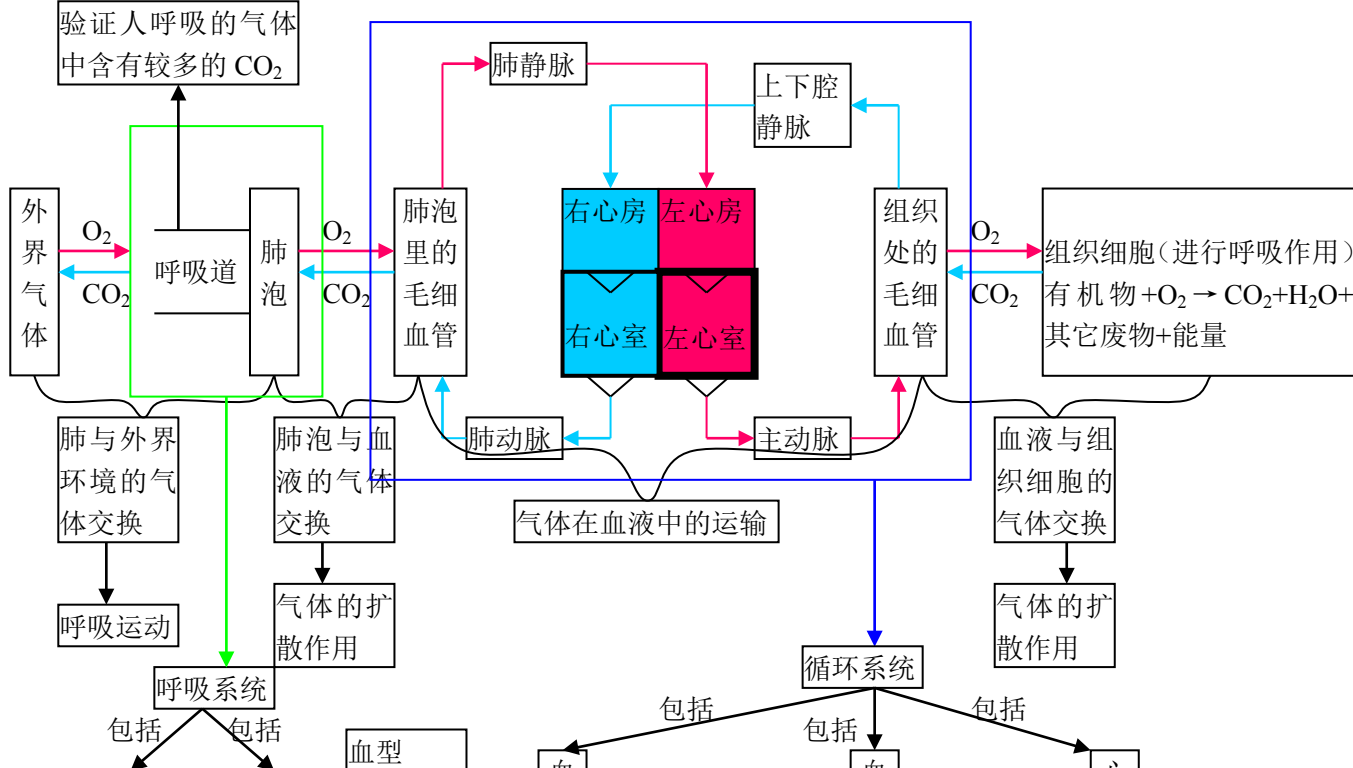 验证人呼吸的气体
中含有较多的 CO₂
肺静脉
上下腔
静脉
外
界
气
体
O₂
CO₂
呼吸道
肺
泡
O₂
CO₂
肺泡
里的
毛细
血管
右心房
左心房
右心室
左心室
组织
处的
毛细
血管
O₂
CO₂
组织细胞（进行呼吸作用）
有机物+O₂→CO₂+H₂O+
其它废物+能量
肺动脉
主动脉
肺与外界
环境的气
体交换
肺泡与血
液的气体
交换
气体在血液中的运输
血液与组
织细胞的
气体交换
呼吸运动
气体的扩
散作用
气体的扩
散作用
呼吸系统
循环系统
包括
包括
包括
包括
包括
血型